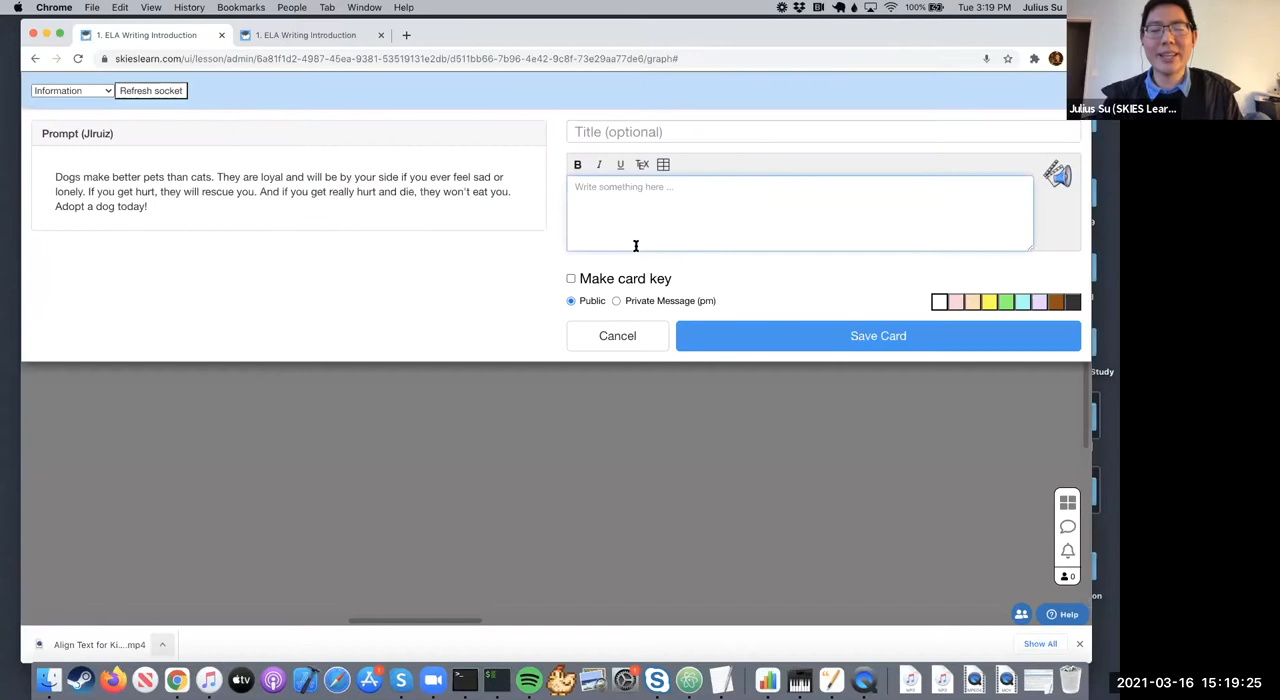 Chrome File Edit View History Bookmarks People Tab Window Help 100% Tue 3:19 PM Julius Su
1. ELA Writing Introduction
1. ELA Writing Introduction
skieslearn.com/ui/lesson/admin/6a81f1d2-4987-45ea-9381-53519131e2db/d511bb66-7b96-4e42-9c8f-73e29aa77de6/graph#
Julius Su (SKIES Lear...
Information Refresh socket
Prompt (Jlruiz)
Dogs make better pets than cats. They are loyal and will be by your side if you ever feel sad or
lonely. If you get hurt, they will rescue you. And if you get really hurt and die, they won't eat you.
Adopt a dog today!
Title (optional)
B I U TEX
Write something here ...
Make card key
Public Private Message (pm)
Cancel Save Card
Study
0
on
Help
Align Text for Ki....mp4
Show All
2021-03-16 15:19:25